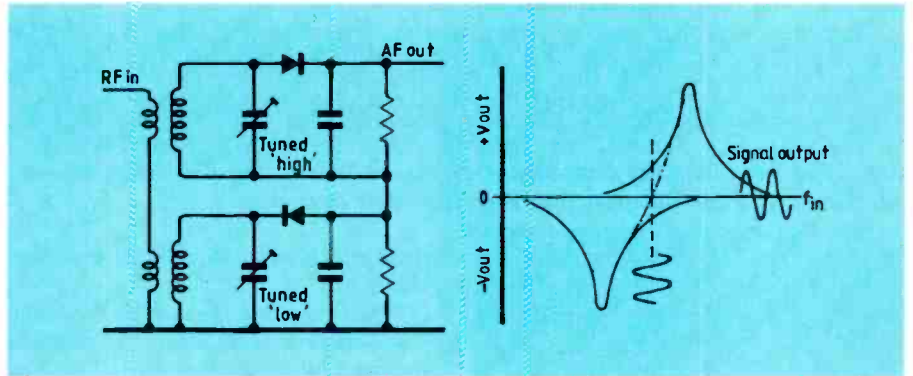 RF in
AF out
Tuned
'high'
Tuned
'low'
+Vout
0
-Vout
Signal output
fin